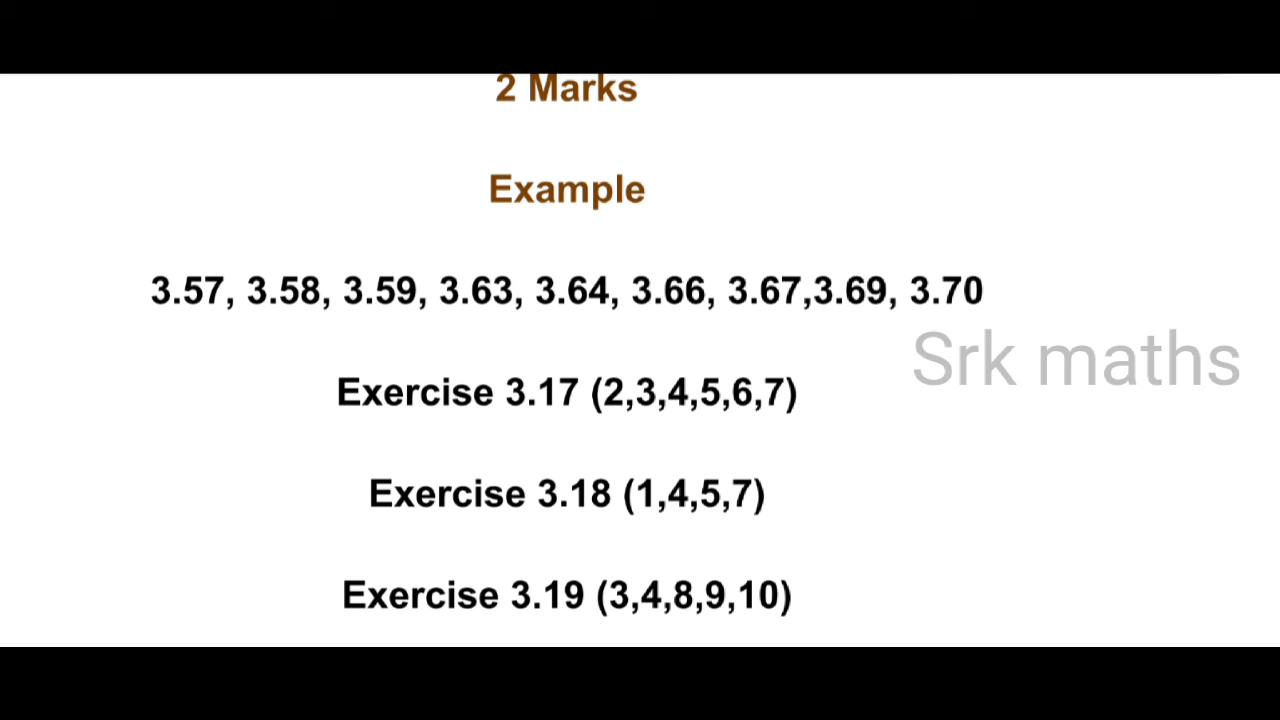 2 Marks
Example
3.57, 3.58, 3.59, 3.63, 3.64, 3.66, 3.67,3.69, 3.70
Srk maths
Exercise 3.17 (2,3,4,5,6,7)
Exercise 3.18 (1,4,5,7)
Exercise 3.19 (3,4,8,9,10)